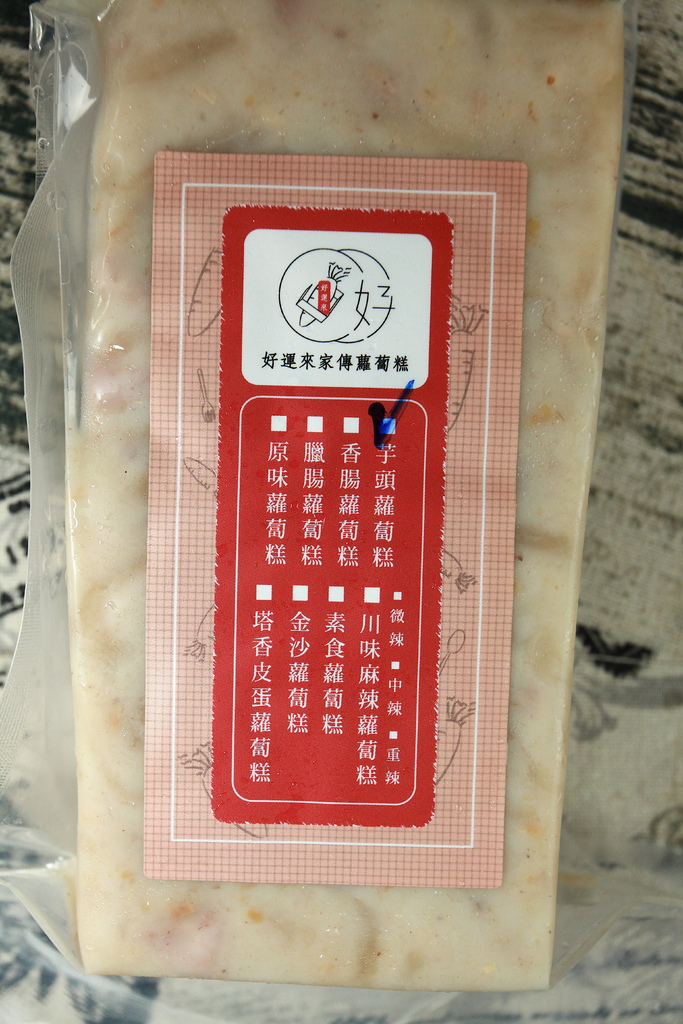 好
好運來
好運來家傳蘿蔔糕
芋頭蘿蔔糕
香腸蘿蔔糕
臘腸蘿蔔糕
原味蘿蔔糕
微辣 中辣 重辣
川味麻辣蘿蔔糕
素食蘿蔔糕
金沙蘿蔔糕
塔香皮蛋蘿蔔糕